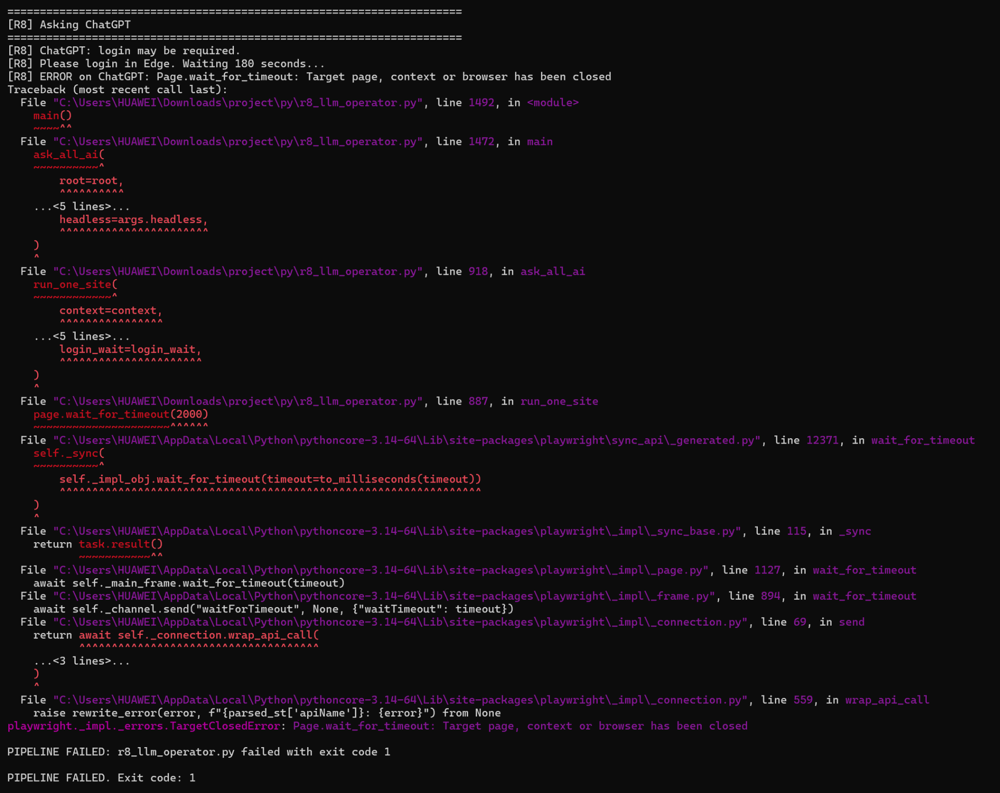 ======================================================================
[R8] Asking ChatGPT
======================================================================
[R8] ChatGPT: login may be required.
[R8] Please login in Edge. Waiting 180 seconds...
[R8] ERROR on ChatGPT: Page.wait_for_timeout: Target page, context or browser has been closed
Traceback (most recent call last):
  File "C:\Users\HUAWEI\Downloads\project\py\r8_llm_operator.py", line 1492, in <module>
    main()
    ~~~~^^
  File "C:\Users\HUAWEI\Downloads\project\py\r8_llm_operator.py", line 1472, in main
    ask_all_ai(
    ~~~~~~~~~~^
        root=root,
        ^^^^^^^^^^
    ...<5 lines>...
        headless=args.headless,
        ^^^^^^^^^^^^^^^^^^^^^^^
    )
    ^
  File "C:\Users\HUAWEI\Downloads\project\py\r8_llm_operator.py", line 918, in ask_all_ai
    run_one_site(
    ~~~~~~~~~~~~^
        context=context,
        ^^^^^^^^^^^^^^^^
    ...<5 lines>...
        login_wait=login_wait,
        ^^^^^^^^^^^^^^^^^^^^^^
    )
    ^
  File "C:\Users\HUAWEI\Downloads\project\py\r8_llm_operator.py", line 887, in run_one_site
    page.wait_for_timeout(2000)
    ~~~~~~~~~~~~~~~~~~~~~^^^^^^
  File "C:\Users\HUAWEI\AppData\Local\Python\pythoncore-3.14-64\Lib\site-packages\playwright\sync_api\_generated.py", line 12371, in wait_for_timeout
    self._sync(
    ~~~~~~~~~~^
        self._impl_obj.wait_for_timeout(timeout=to_milliseconds(timeout))
        ^^^^^^^^^^^^^^^^^^^^^^^^^^^^^^^^^^^^^^^^^^^^^^^^^^^^^^^^^^^^^^^^^
    )
    ^
  File "C:\Users\HUAWEI\AppData\Local\Python\pythoncore-3.14-64\Lib\site-packages\playwright\_impl\_sync_base.py", line 115, in _sync
    return task.result()
           ~~~~~~~~~~~^^
  File "C:\Users\HUAWEI\AppData\Local\Python\pythoncore-3.14-64\Lib\site-packages\playwright\_impl\_page.py", line 1127, in wait_for_timeout
    await self._main_frame.wait_for_timeout(timeout)
  File "C:\Users\HUAWEI\AppData\Local\Python\pythoncore-3.14-64\Lib\site-packages\playwright\_impl\_frame.py", line 894, in wait_for_timeout
    await self._channel.send("waitForTimeout", None, {"waitTimeout": timeout})
  File "C:\Users\HUAWEI\AppData\Local\Python\pythoncore-3.14-64\Lib\site-packages\playwright\_impl\_connection.py", line 69, in send
    return await self._connection.wrap_api_call(
           ^^^^^^^^^^^^^^^^^^^^^^^^^^^^^^^^^^^^^
    ...<3 lines>...
    )
    ^
  File "C:\Users\HUAWEI\AppData\Local\Python\pythoncore-3.14-64\Lib\site-packages\playwright\_impl\_connection.py", line 559, in wrap_api_call
    raise rewrite_error(error, f"{parsed_st['apiName']}: {error}") from None
playwright._impl._errors.TargetClosedError: Page.wait_for_timeout: Target page, context or browser has been closed

PIPELINE FAILED: r8_llm_operator.py failed with exit code 1

PIPELINE FAILED. Exit code: 1